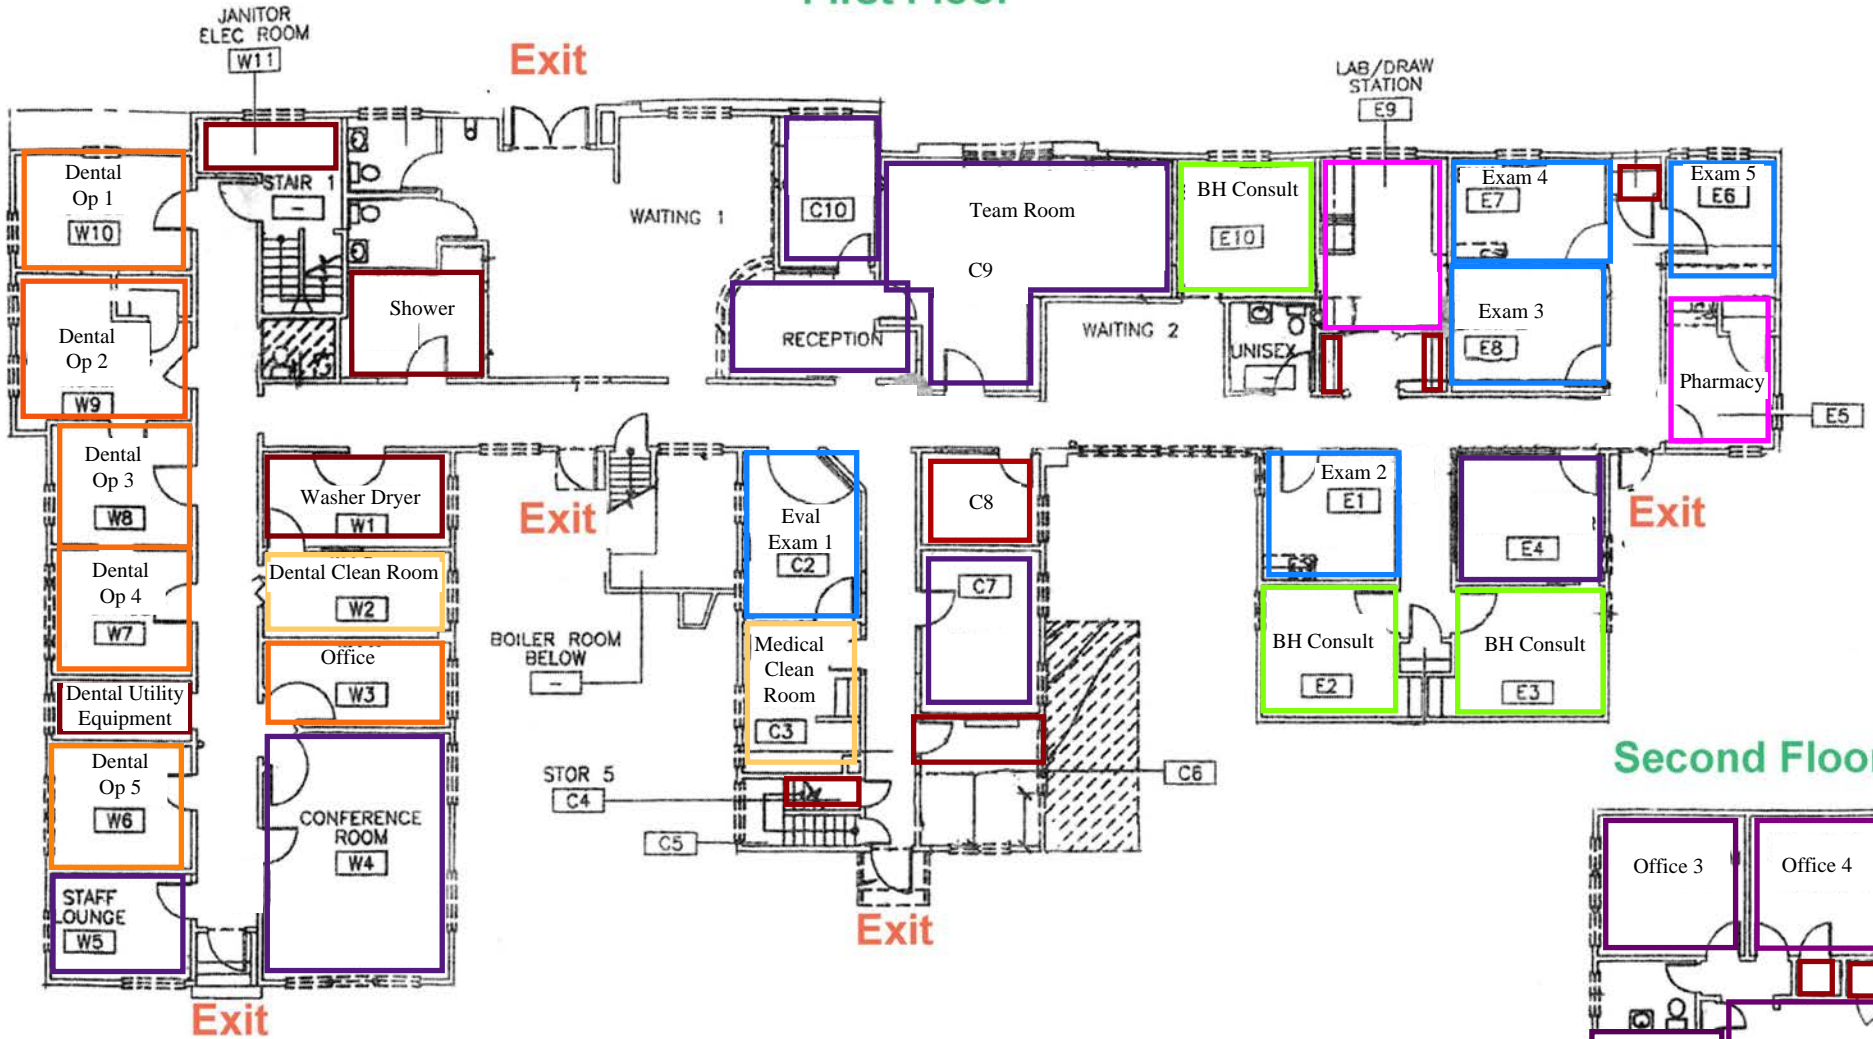 First Floor
JANITOR
ELEC ROOM
W11
Exit
LAB/DRAW
STATION
E9
Dental
Op 1
W10
STAIR 1
WAITING 1
C10
Team Room
C9
BH Consult
E10
Exam 4
E7
Exam 5
E6
Dental
Op 2
W9
Shower
RECEPTION
WAITING 2
UNISEX
Exam 3
E8
Pharmacy
E5
Dental
Op 3
W8
Washer Dryer
W1
Exit
Eval
Exam 1
C2
C8
Exam 2
E1
E4
Exit
Dental
Op 4
W7
Dental Clean Room
W2
C7
BOILER ROOM
BELOW
Office
W3
Medical
Clean
Room
C3
BH Consult
E2
BH Consult
E3
Dental Utility
Equipment
Dental
Op 5
W6
CONFERENCE
ROOM
W4
STOR 5
C4
C5
C6
Exit
STAFF
LOUNGE
W5
Exit
Second Floor
Office 3
Office 4